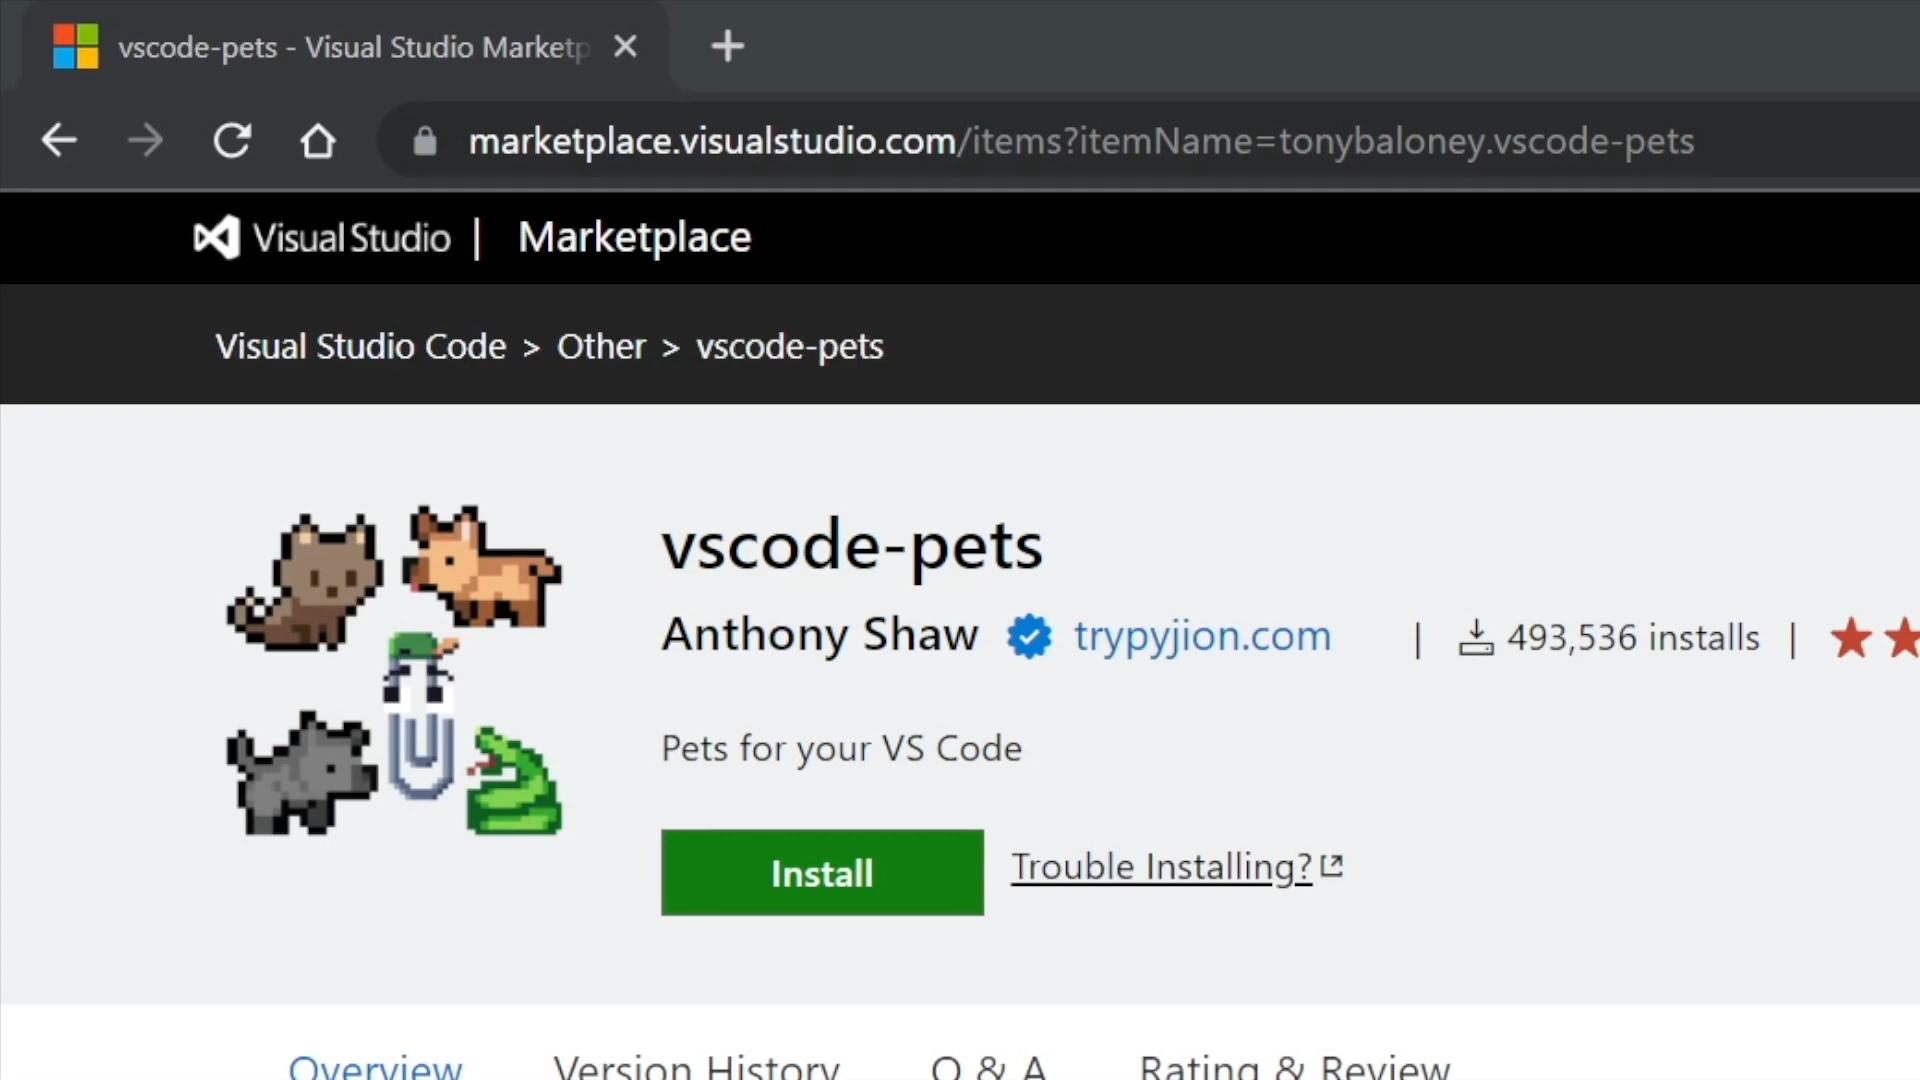 vscode-pets - Visual Studio Marketp
marketplace.visualstudio.com/items?itemName=tonybaloney.vscode-pets
Visual Studio | Marketplace
Visual Studio Code > Other > vscode-pets
vscode-pets
Anthony Shaw trypyjion.com | 493,536 installs |
Pets for your VS Code
Install Trouble Installing?
Overview Version History Q & A Rating & Review